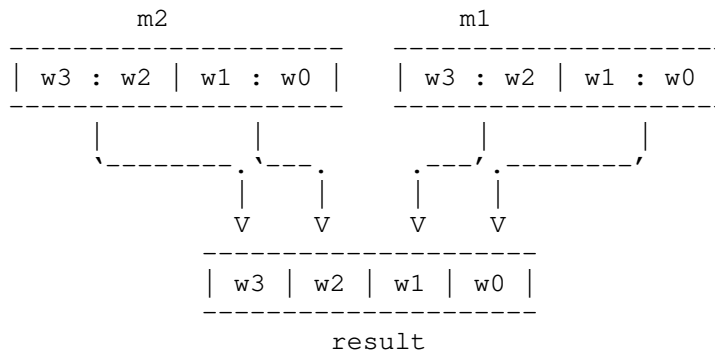 m2 m1
--------------------- ---------------------
| w3 : w2 | w1 : w0 | | w3 : w2 | w1 : w0
--------------------- ---------------------
| | | |
`--------.`---. .---'.--------'
| | | |
V V V V
---------------------
| w3 | w2 | w1 | w0 |
---------------------
result